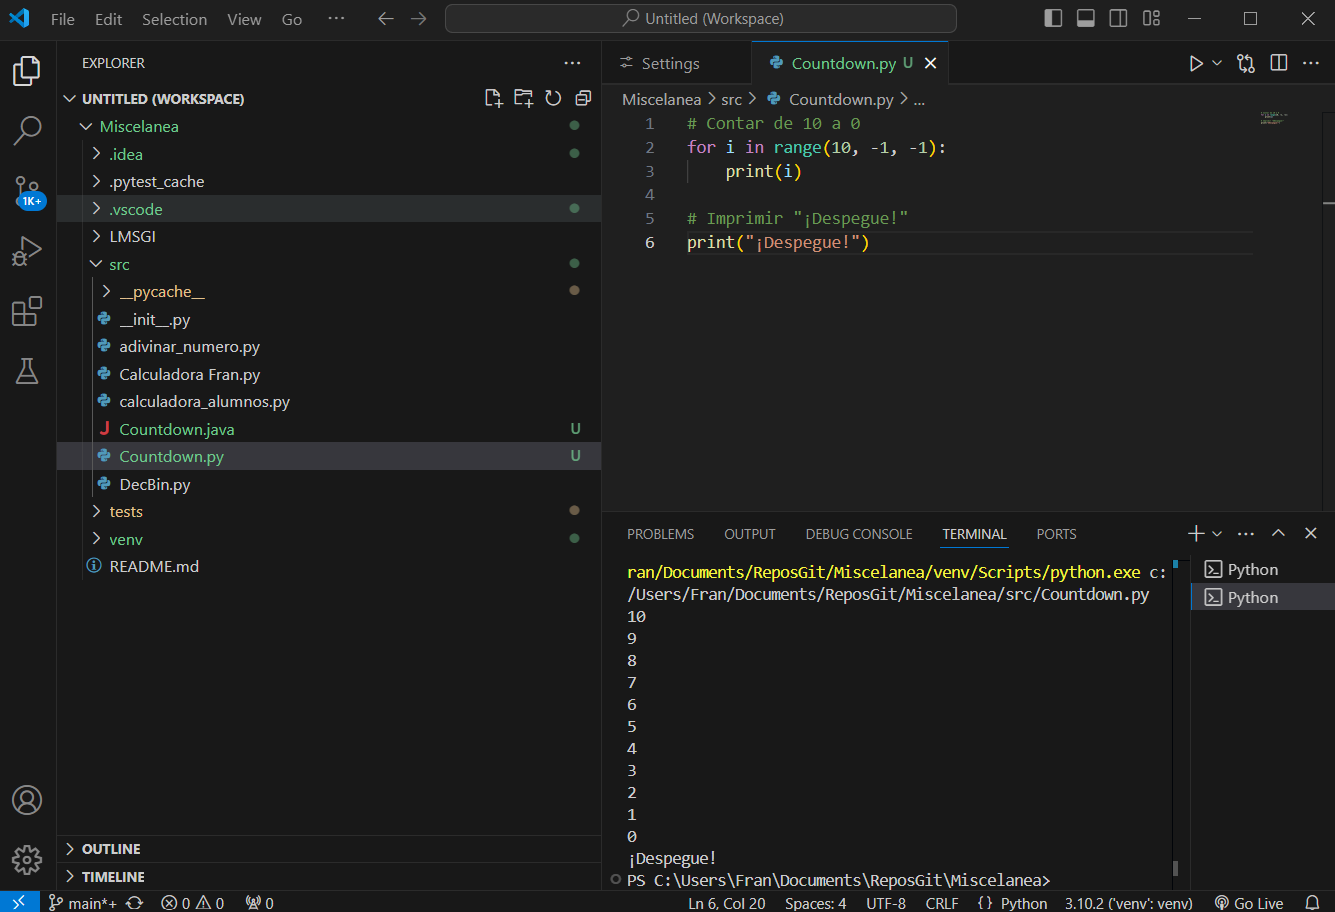 File Edit Selection View Go ··· Untitled (Workspace)
EXPLORER
UNTITLED (WORKSPACE)
Miscelanea
.idea
.pytest_cache
.vscode
LMSGI
src
__pycache__
__init__.py
adivinar_numero.py
Calculadora Fran.py
calculadora_alumnos.py
Countdown.java U
Countdown.py U
DecBin.py
tests
venv
README.md
OUTLINE
TIMELINE
1K+
Settings Countdown.py U
Miscelanea > src > Countdown.py > ...
1 # Contar de 10 a 0
2 for i in range(10, -1, -1):
3 print(i)
4
5 # Imprimir "¡Despegue!"
6 print("¡Despegue!")
PROBLEMS OUTPUT DEBUG CONSOLE TERMINAL PORTS
ran/Documents/ReposGit/Miscelanea/venv/Scripts/python.exe c:
/Users/Fran/Documents/ReposGit/Miscelanea/src/Countdown.py
10
9
8
7
6
5
4
3
2
1
0
¡Despegue!
PS C:\Users\Fran\Documents\ReposGit\Miscelanea>
Python
Python
main*+ 0 0 0 Ln 6, Col 20 Spaces: 4 UTF-8 CRLF {} Python 3.10.2 ('venv': venv) Go Live